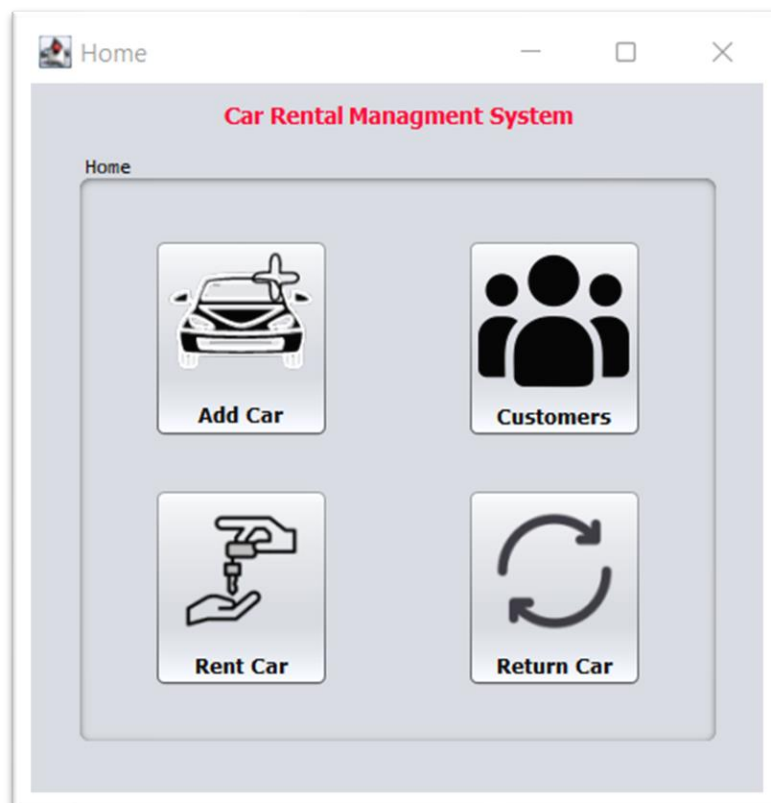 Home
Car Rental Managment System
Home
Add Car
Customers
Rent Car
Return Car